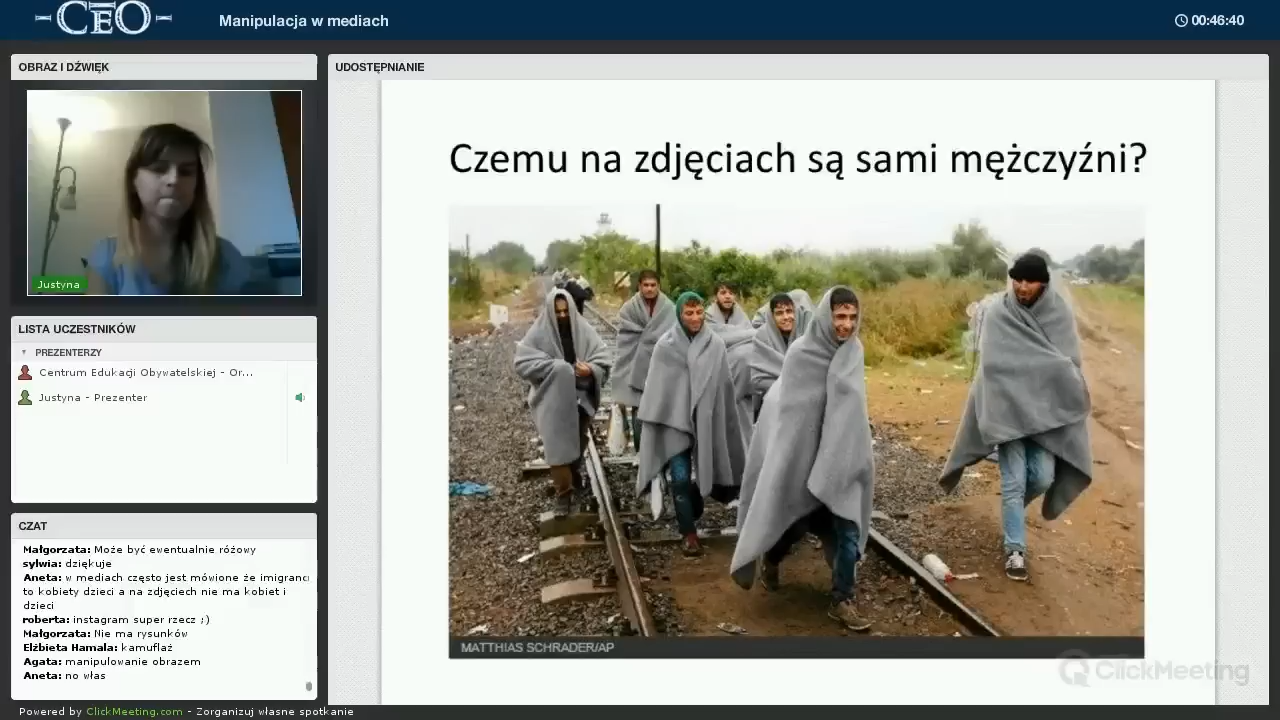 CEO
Manipulacja w mediach
00:46:40
OBRAZ I DŹWIĘK
Justyna
LISTA UCZESTNIKÓW
PREZENTERZY
Centrum Edukacji Obywatelskiej - Or...
Justyna - Prezenter
CZAT
Małgorzata: Może być ewentualnie różowy
sylwia: dziękuje
Aneta: w mediach często jest mówione że imigranci
to kobiety dzieci a na zdjęciach nie ma kobiet i
dzieci
roberta: instagram super rzecz ;)
Małgorzata: Nie ma rysunków
Elżbieta Hamala: kamuflaż
Agata: manipulowanie obrazem
Aneta: no włas
UDOSTĘPNIANIE
Czemu na zdjęciach są sami mężczyźni?
MATTHIAS SCHRADER/AP
ClickMeeting
Powered by ClickMeeting.com - Zorganizuj własne spotkanie